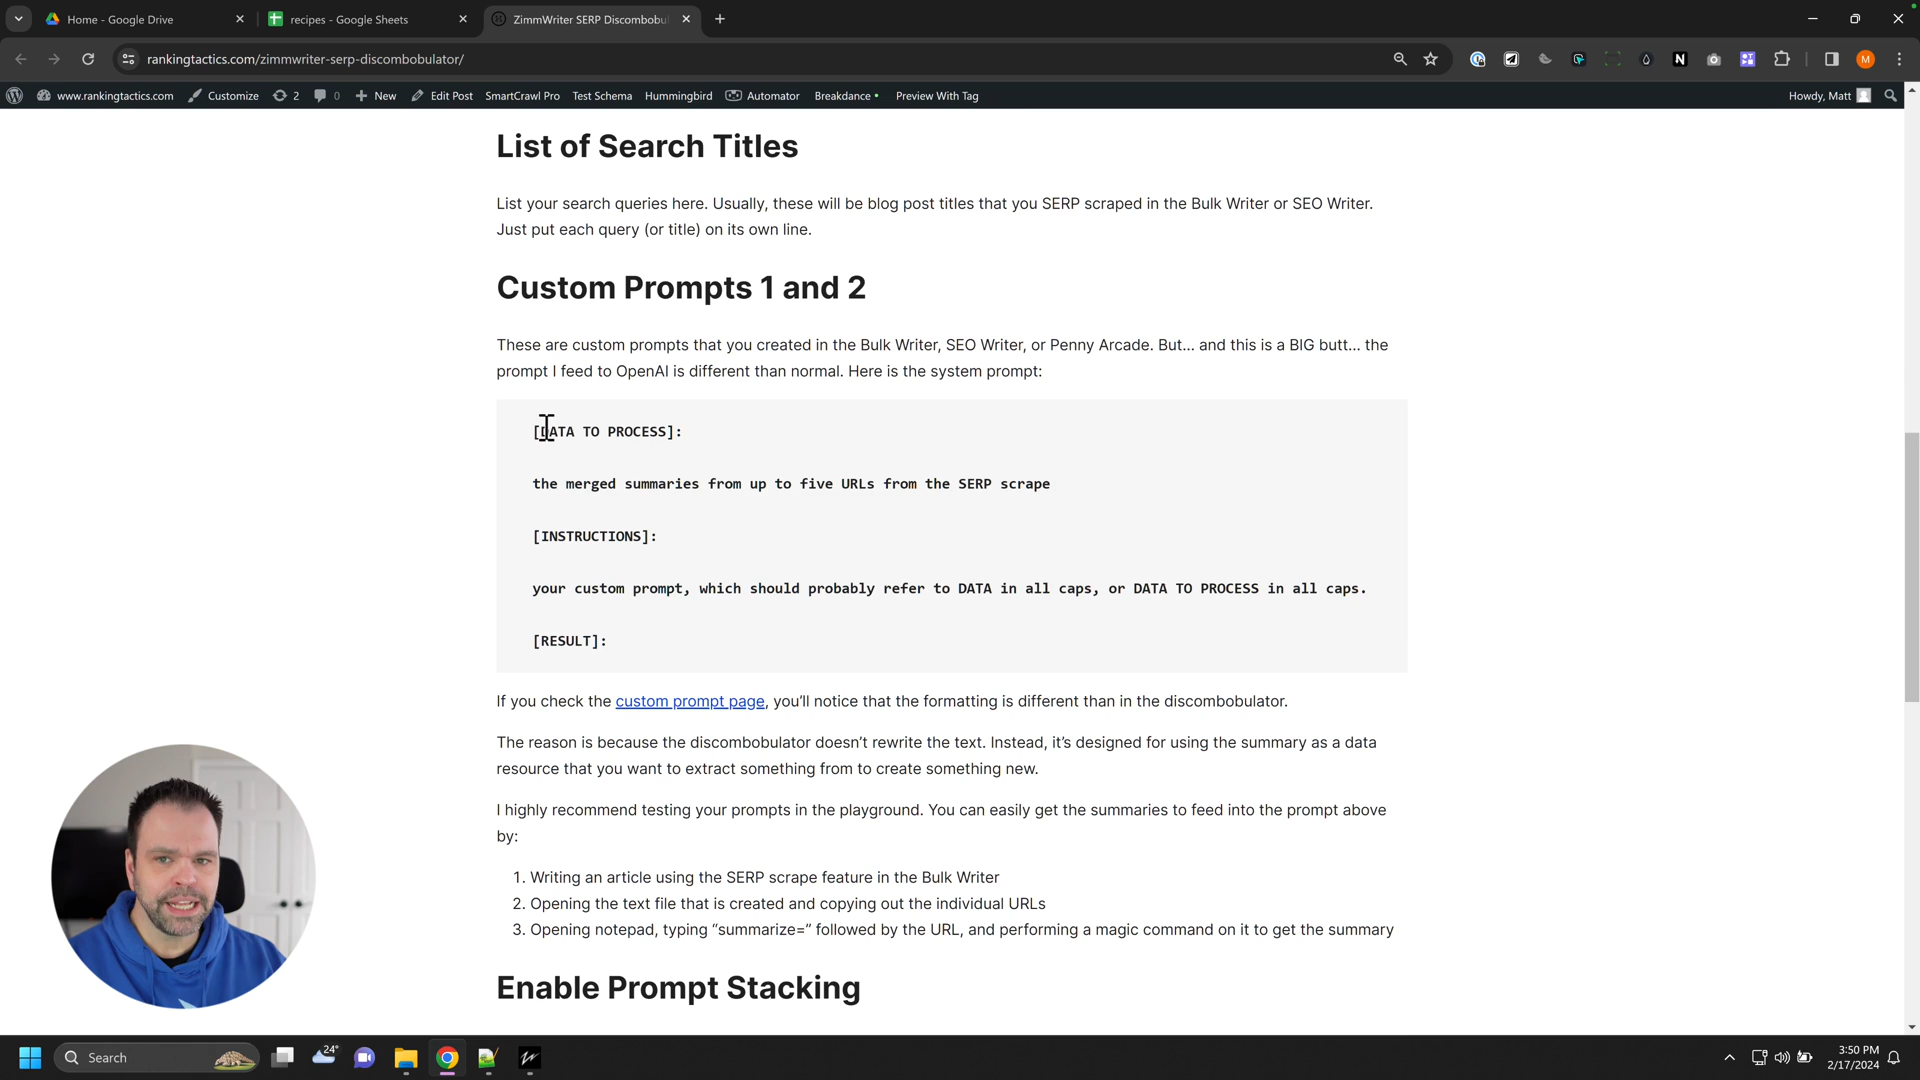 Home - Google Drive
recipes - Google Sheets
ZimmWriter SERP Discombobul
rankingtactics.com/zimmwriter-serp-discombobulator/
M
www.rankingtactics.com
Customize
2
0
New
Edit Post
SmartCrawl Pro
Test Schema
Hummingbird
Automator
Breakdance
Preview With Tag
Howdy, Matt
List of Search Titles
List your search queries here. Usually, these will be blog post titles that you SERP scraped in the Bulk Writer or SEO Writer.
Just put each query (or title) on its own line.
Custom Prompts 1 and 2
These are custom prompts that you created in the Bulk Writer, SEO Writer, or Penny Arcade. But... and this is a BIG butt... the
prompt I feed to OpenAI is different than normal. Here is the system prompt:
[DATA TO PROCESS]:
the merged summaries from up to five URLs from the SERP scrape
[INSTRUCTIONS]:
your custom prompt, which should probably refer to DATA in all caps, or DATA TO PROCESS in all caps.
[RESULT]:
If you check the custom prompt page, you'll notice that the formatting is different than in the discombobulator.
The reason is because the discombobulator doesn't rewrite the text. Instead, it's designed for using the summary as a data
resource that you want to extract something from to create something new.
I highly recommend testing your prompts in the playground. You can easily get the summaries to feed into the prompt above
by:
1. Writing an article using the SERP scrape feature in the Bulk Writer
2. Opening the text file that is created and copying out the individual URLs
3. Opening notepad, typing “summarize=” followed by the URL, and performing a magic command on it to get the summary
Enable Prompt Stacking
Search
24°
3:50 PM
2/17/2024